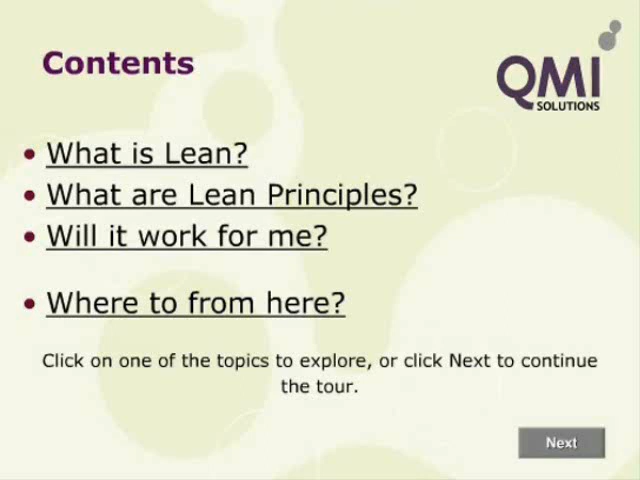 Contents
QMI
SOLUTIONS
• What is Lean?
• What are Lean Principles?
• Will it work for me?
• Where to from here?
Click on one of the topics to explore, or click Next to continue
the tour.
Next